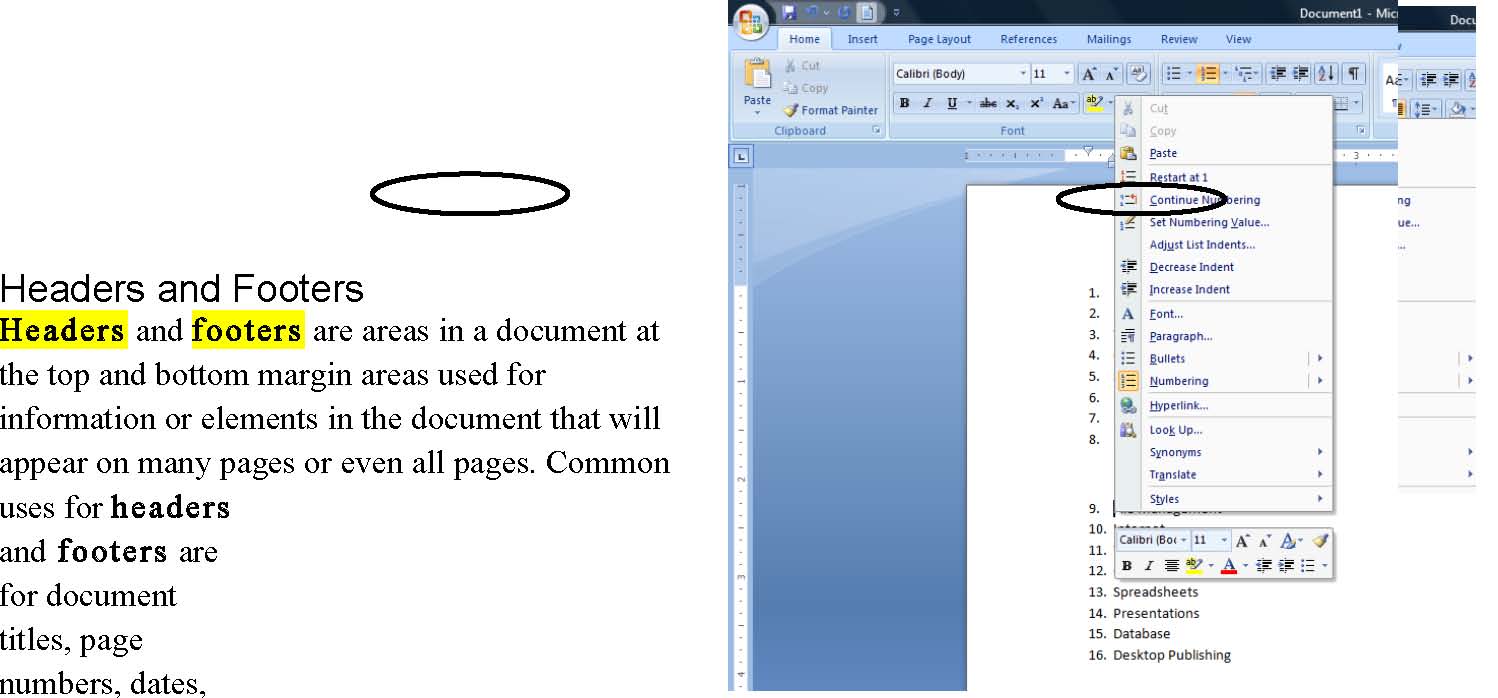 Headers and Footers
Headers and footers are areas in a document at
the top and bottom margin areas used for
information or elements in the document that will
appear on many pages or even all pages. Common
uses for headers
and footers are
for document
titles, page
numbers, dates,
Document1 - Mic
Docu
Home Insert Page Layout References Mailings Review View
Paste
Cut
Copy
Format Painter
Clipboard
Calibri (Body) 11
Font
Cut
Copy
Paste
Restart at 1
Continue Numbering
Set Numbering Value...
Adjust List Indents...
Decrease Indent
Increase Indent
Font...
Paragraph...
Bullets
Numbering
Hyperlink...
Look Up...
Synonyms
Translate
Styles
ng
ue...
...
1.
2.
3.
4.
5.
6.
7.
8.
9.
10. Internet
11.
12.
Calibri (Boc 11
13. Spreadsheets
14. Presentations
15. Database
16. Desktop Publishing